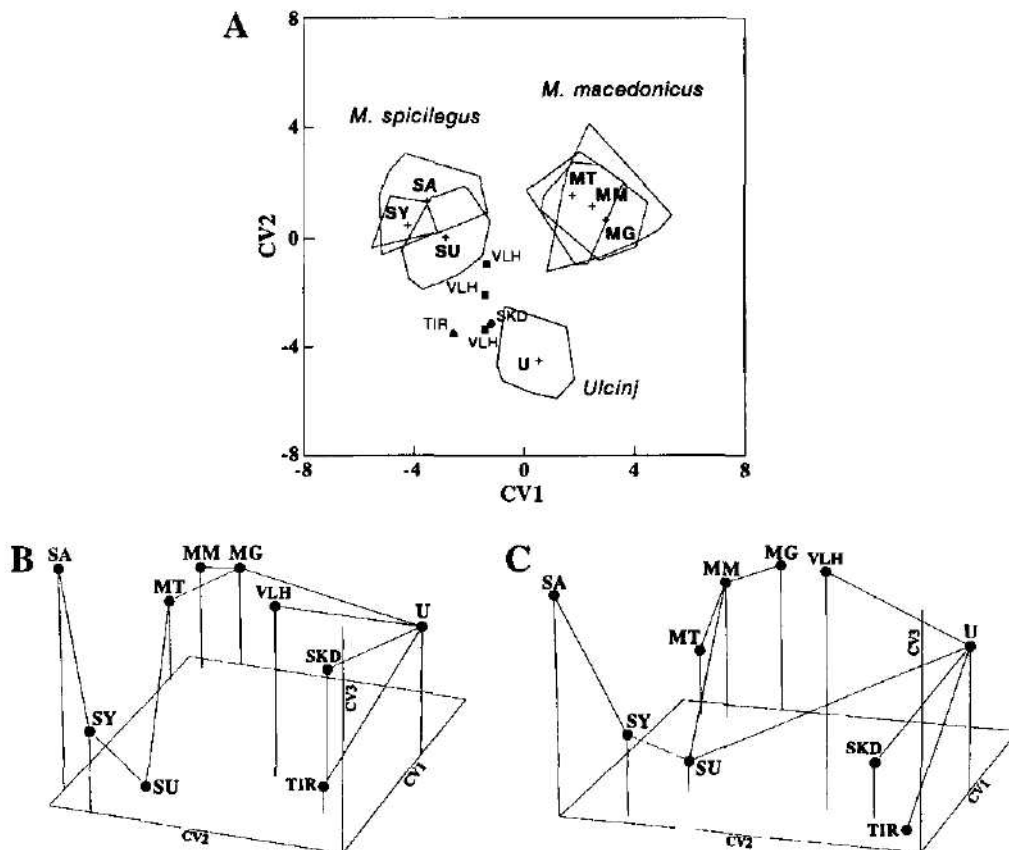 A
8
4
0
-4
-8
CV2
M. spicilegus
M. macedonicus
SA
SY
SU
MT
MM
MG
VLH
VLH
SKD
TIR
VLH
U
Ulcinj
-8
-4
0
4
8
CV1
B
SA
MM
MG
MT
VLH
U
SKD
CV3
SY
SU
TIR
CV1
CV2
C
SA
MM
MG
VLH
MT
U
CV3
SY
SU
SKD
CV1
TIR
CV2